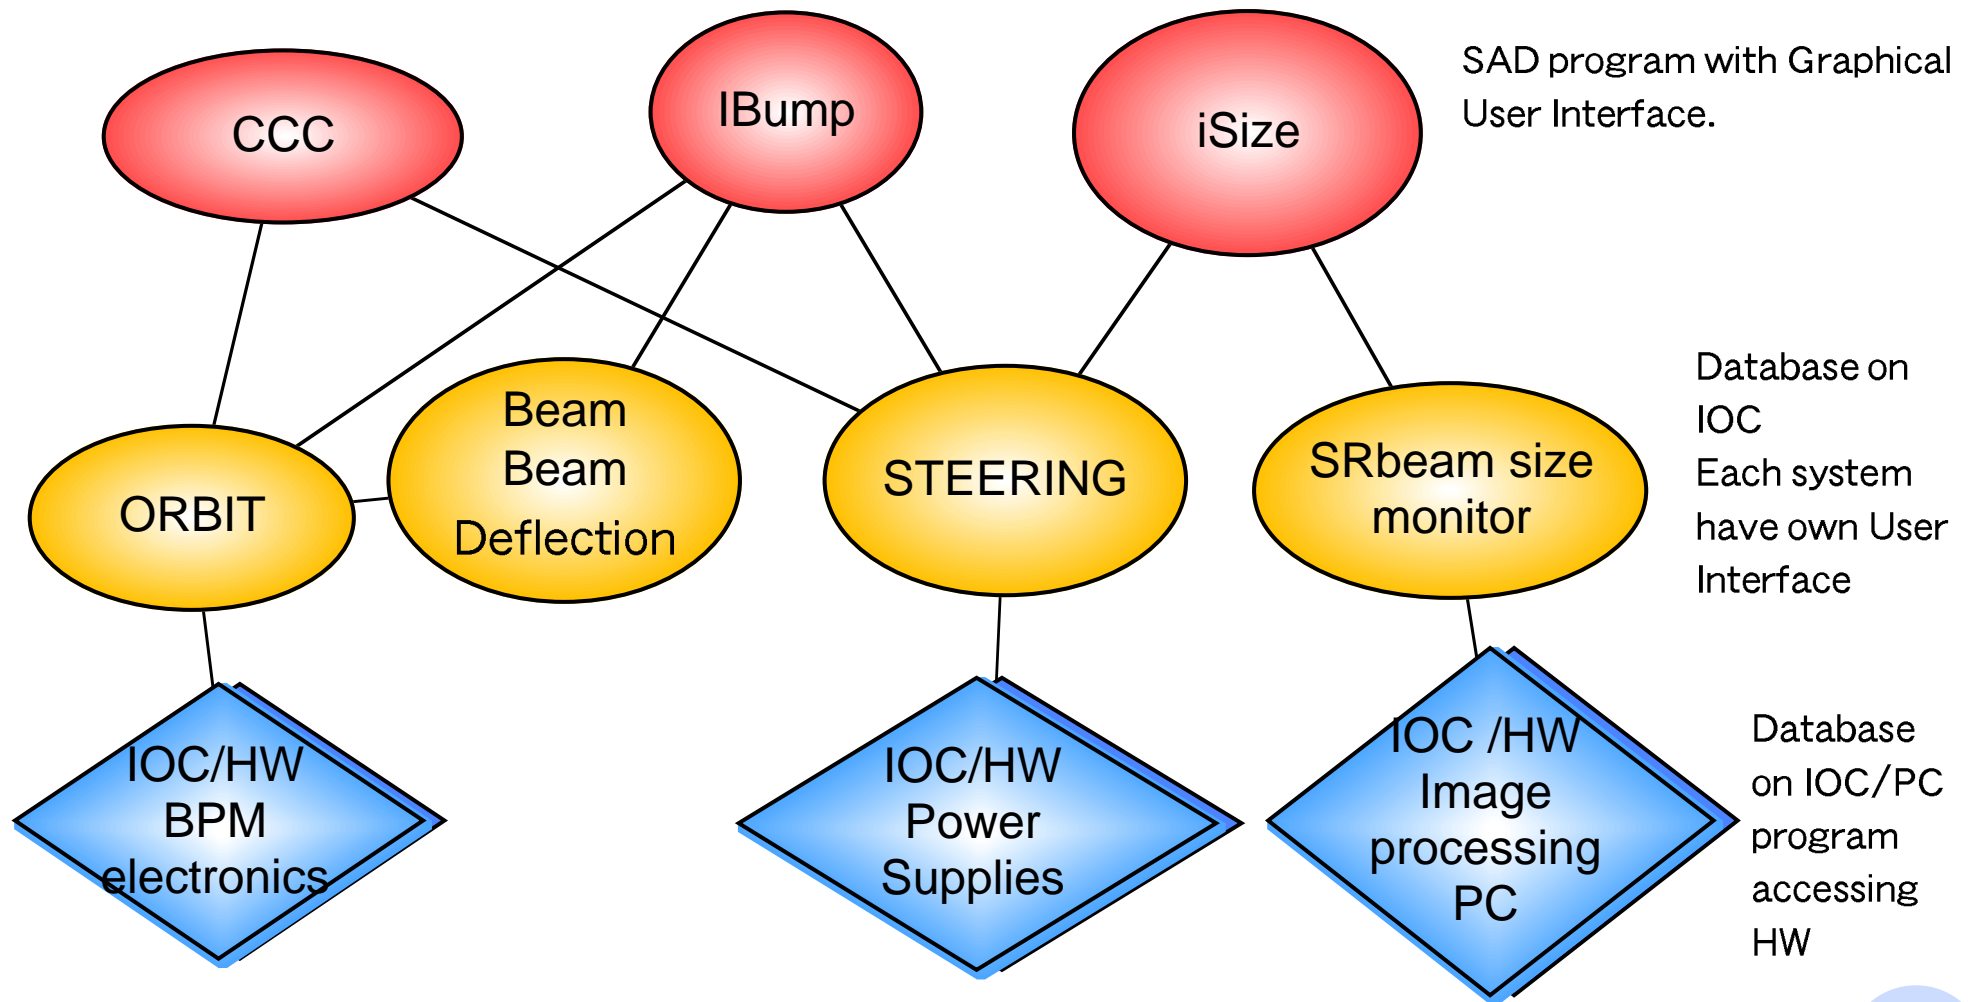 CCC
IBump
iSize
SAD program with Graphical
User Interface.
ORBIT
Beam
Beam
Deflection
STEERING
SRbeam size
monitor
Database on
IOC
Each system
have own User
Interface
IOC/HW
BPM
electronics
IOC/HW
Power
Supplies
IOC /HW
Image
processing
PC
Database
on IOC/PC
program
accessing
HW